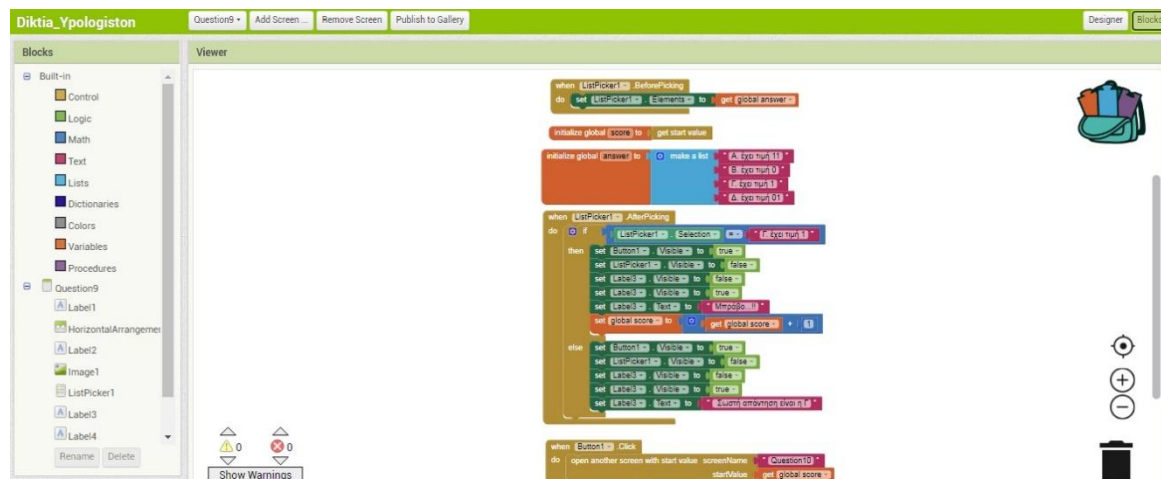 Diktia_Ypologiston
Question9 Add Screen ... Remove Screen Publish to Gallery Designer Blocks
Blocks
Viewer
Built-in
Control
Logic
Math
Text
Lists
Dictionaries
Colors
Variables
Procedures
Question9
Label1
HorizontalArrangemen
Label2
Image1
ListPicker1
Label3
Label4
Rename Delete
0 0
Show Warnings
when ListPicker1 .BeforePicking
do set ListPicker1 . Elements to get global answer
initialize global score to get start value
initialize global answer to make a list " Α. έχει τιμή 11 "
" Β. έχει τιμή 0 "
" Γ. έχει τιμή 1 "
" Δ. έχει τιμή 01 "
when ListPicker1 .AfterPicking
do if ListPicker1 . Selection = " Γ. έχει τιμή 1 "
then set Button1 . Visible to true
set ListPicker1 . Visible to false
set Label3 . Visible to false
set Label3 . Visible to true
set Label3 . Text to " Μπράβο...!! "
set global score to get global score + 1
else set Button1 . Visible to true
set ListPicker1 . Visible to false
set Label3 . Visible to false
set Label3 . Visible to true
set Label3 . Text to " Σωστή απάντηση είναι η Γ "
when Button1 .Click
do open another screen with start value screenName " Question10 "
startValue get global score